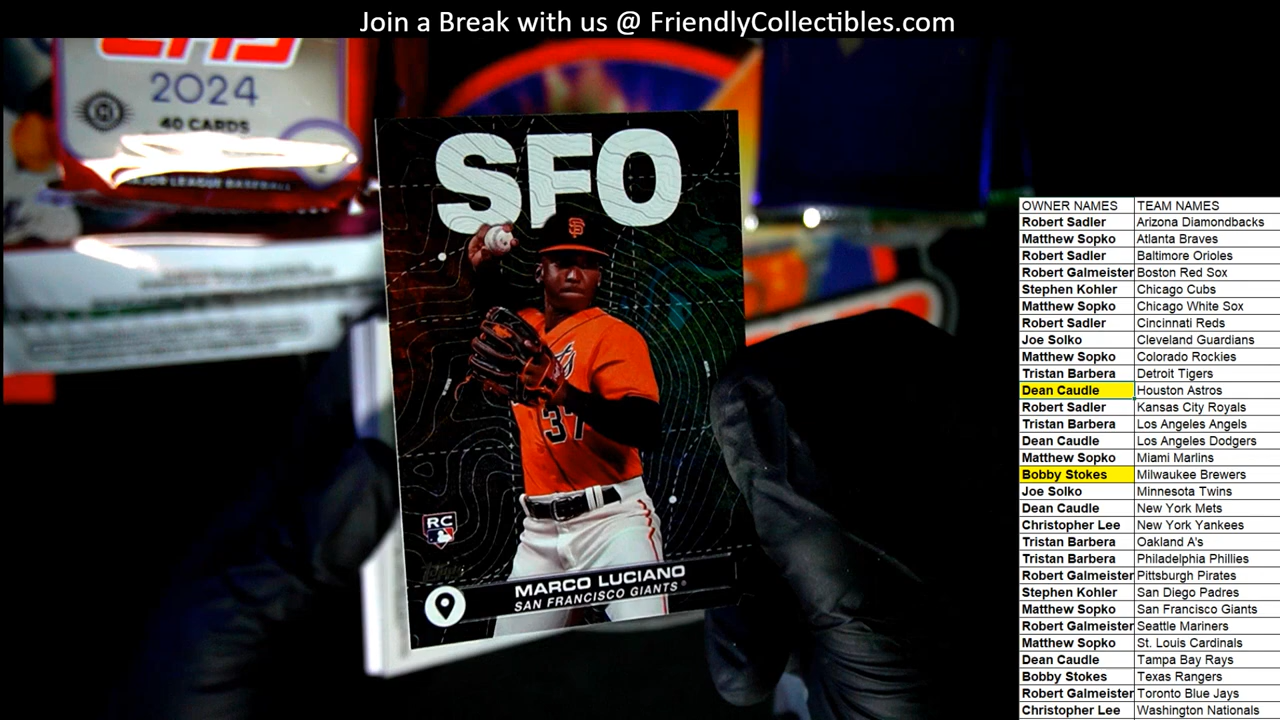 Join a Break with us @ FriendlyCollectibles.com
2024
40 CARDS
MAJOR LEAGUE BASEBALL
SFO
SF
37
RC
MARCO LUCIANO
SAN FRANCISCO GIANTS
OWNER NAMES TEAM NAMES
Robert Sadler Arizona Diamondbacks
Matthew Sopko Atlanta Braves
Robert Sadler Baltimore Orioles
Robert Galmeister Boston Red Sox
Stephen Kohler Chicago Cubs
Matthew Sopko Chicago White Sox
Robert Sadler Cincinnati Reds
Joe Solko Cleveland Guardians
Matthew Sopko Colorado Rockies
Tristan Barbera Detroit Tigers
Dean Caudle Houston Astros
Robert Sadler Kansas City Royals
Tristan Barbera Los Angeles Angels
Dean Caudle Los Angeles Dodgers
Matthew Sopko Miami Marlins
Bobby Stokes Milwaukee Brewers
Joe Solko Minnesota Twins
Dean Caudle New York Mets
Christopher Lee New York Yankees
Tristan Barbera Oakland A's
Tristan Barbera Philadelphia Phillies
Robert Galmeister Pittsburgh Pirates
Stephen Kohler San Diego Padres
Matthew Sopko San Francisco Giants
Robert Galmeister Seattle Mariners
Matthew Sopko St. Louis Cardinals
Dean Caudle Tampa Bay Rays
Bobby Stokes Texas Rangers
Robert Galmeister Toronto Blue Jays
Christopher Lee Washington Nationals